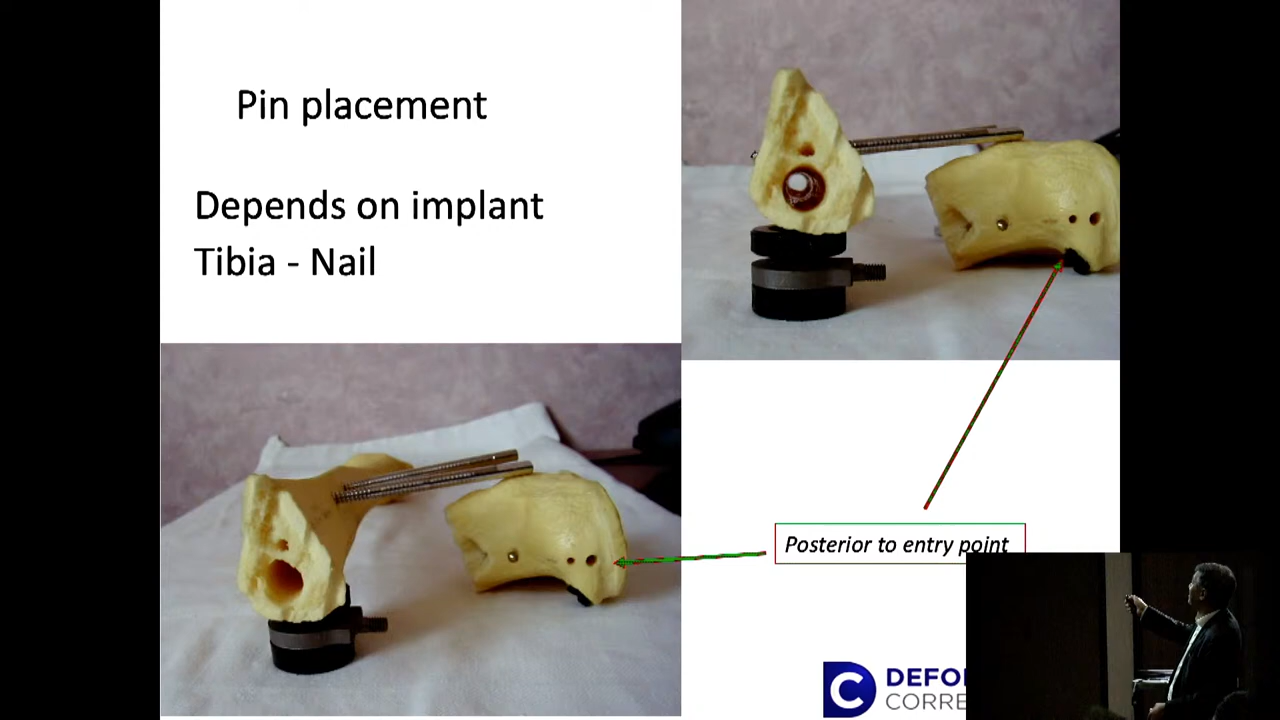 Pin placement
Depends on implant
Tibia - Nail
Posterior to entry point
C